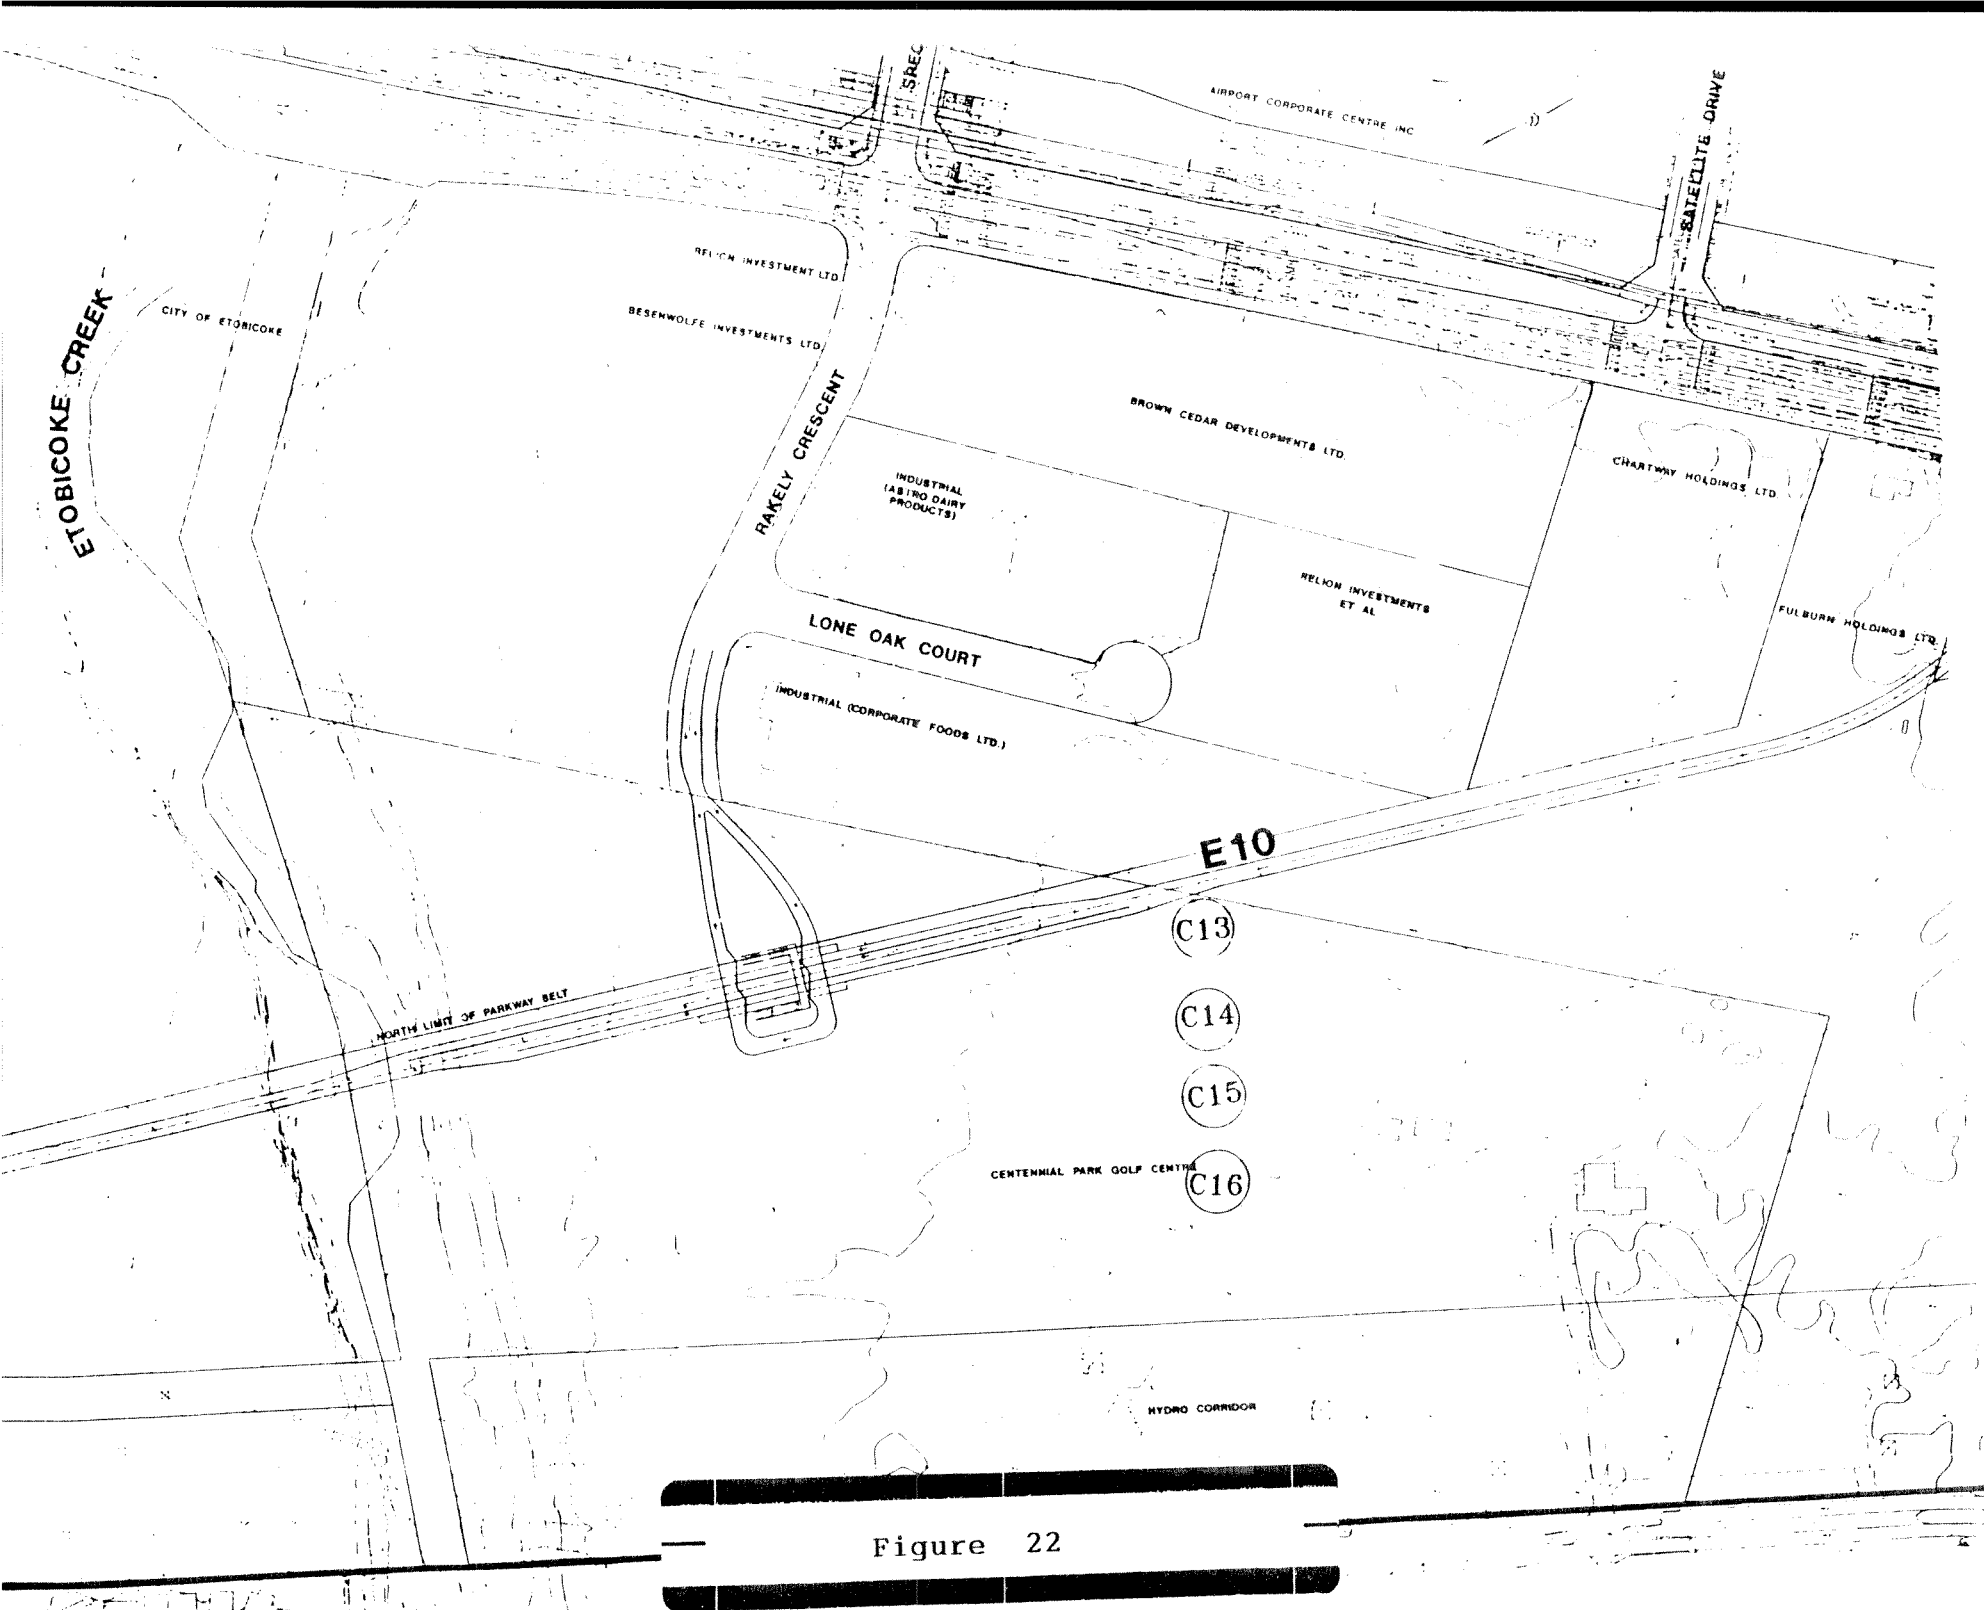 SPEC
AIRPORT CORPORATE CENTRE INC
SATELLITE DRIVE
RELION INVESTMENT LTD.
CITY OF ETOBICOKE
BESENWOLFE INVESTMENTS LTD.
ETOBICOKE CREEK
RAKELY CRESCENT
BROWN CEDAR DEVELOPMENTS LTD.
CHARTWAY HOLDINGS LTD
INDUSTRIAL
(ASTRO DAIRY
PRODUCTS)
RELION INVESTMENTS
ET AL
FULBURN HOLDINGS LTD.
LONE OAK COURT
INDUSTRIAL (CORPORATE FOODS LTD.)
E10
C13
NORTH LIMIT OF PARKWAY BELT
C14
C15
CENTENNIAL PARK GOLF CENTRE
C16
HYDRO CORRIDOR
Figure 22